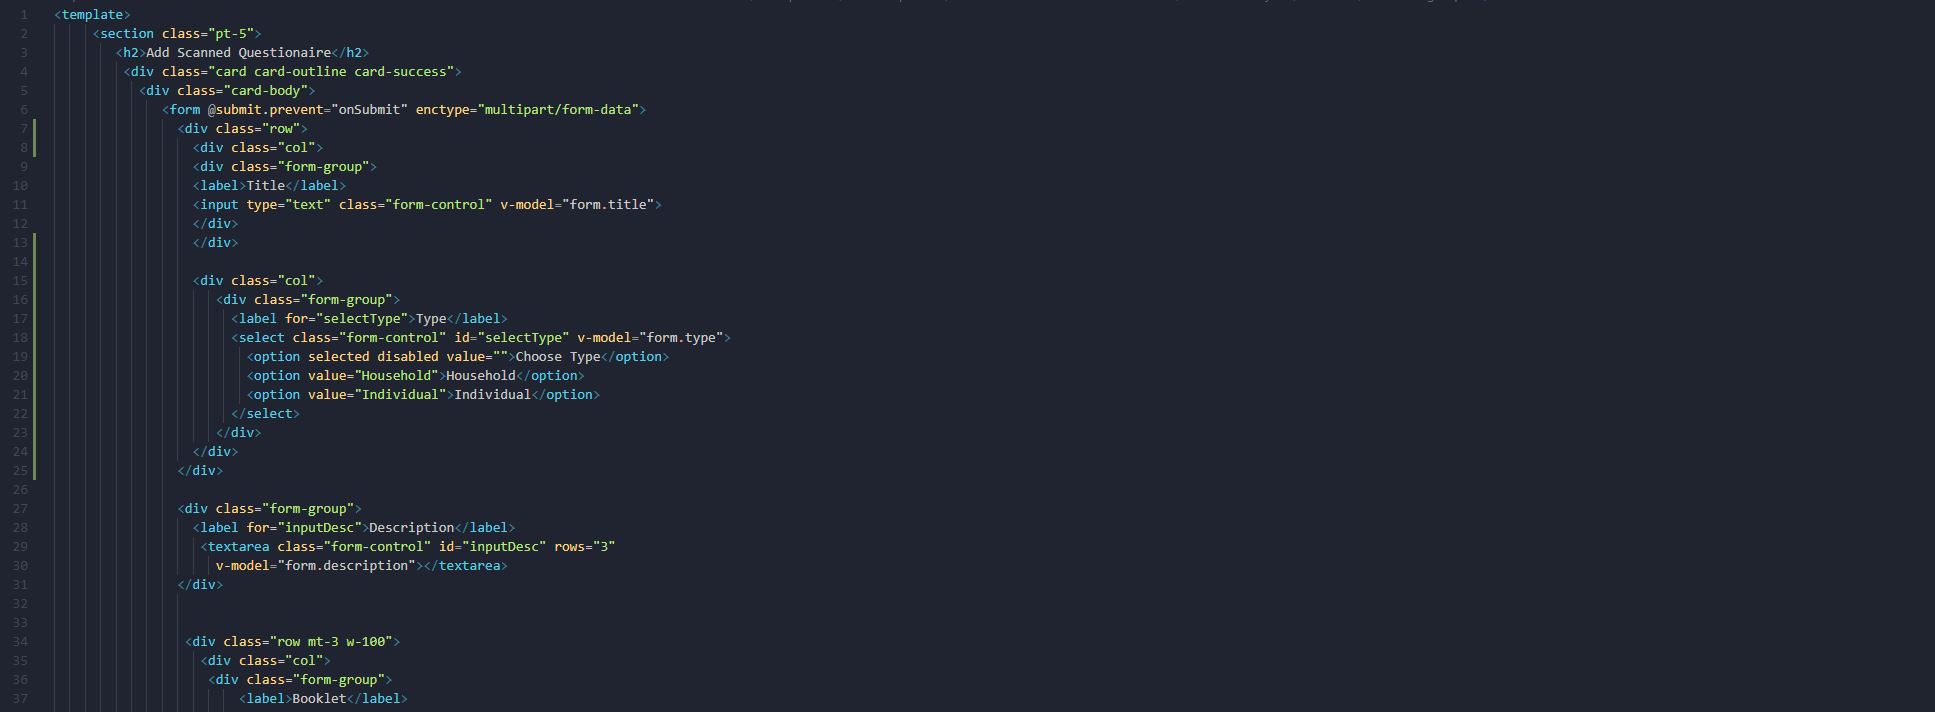 1 <template>
2 <section class="pt-5">
3 <h2>Add Scanned Questionaire</h2>
4 <div class="card card-outline card-success">
5 <div class="card-body">
6 <form @submit.prevent="onSubmit" enctype="multipart/form-data">
7 <div class="row">
8 <div class="col">
9 <div class="form-group">
10 <label>Title</label>
11 <input type="text" class="form-control" v-model="form.title">
12 </div>
13 </div>
14
15 <div class="col">
16 <div class="form-group">
17 <label for="selectType">Type</label>
18 <select class="form-control" id="selectType" v-model="form.type">
19 <option selected disabled value="">Choose Type</option>
20 <option value="Household">Household</option>
21 <option value="Individual">Individual</option>
22 </select>
23 </div>
24 </div>
25 </div>
26
27 <div class="form-group">
28 <label for="inputDesc">Description</label>
29 <textarea class="form-control" id="inputDesc" rows="3"
30 v-model="form.description"></textarea>
31 </div>
32
33
34 <div class="row mt-3 w-100">
35 <div class="col">
36 <div class="form-group">
37 <label>Booklet</label>